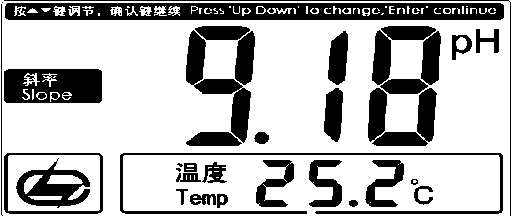 按▲▼键调节，确认键继续 Press 'Up Down' to change,'Enter' continue
9.18 pH
斜率
Slope
温度
Temp 25.2℃